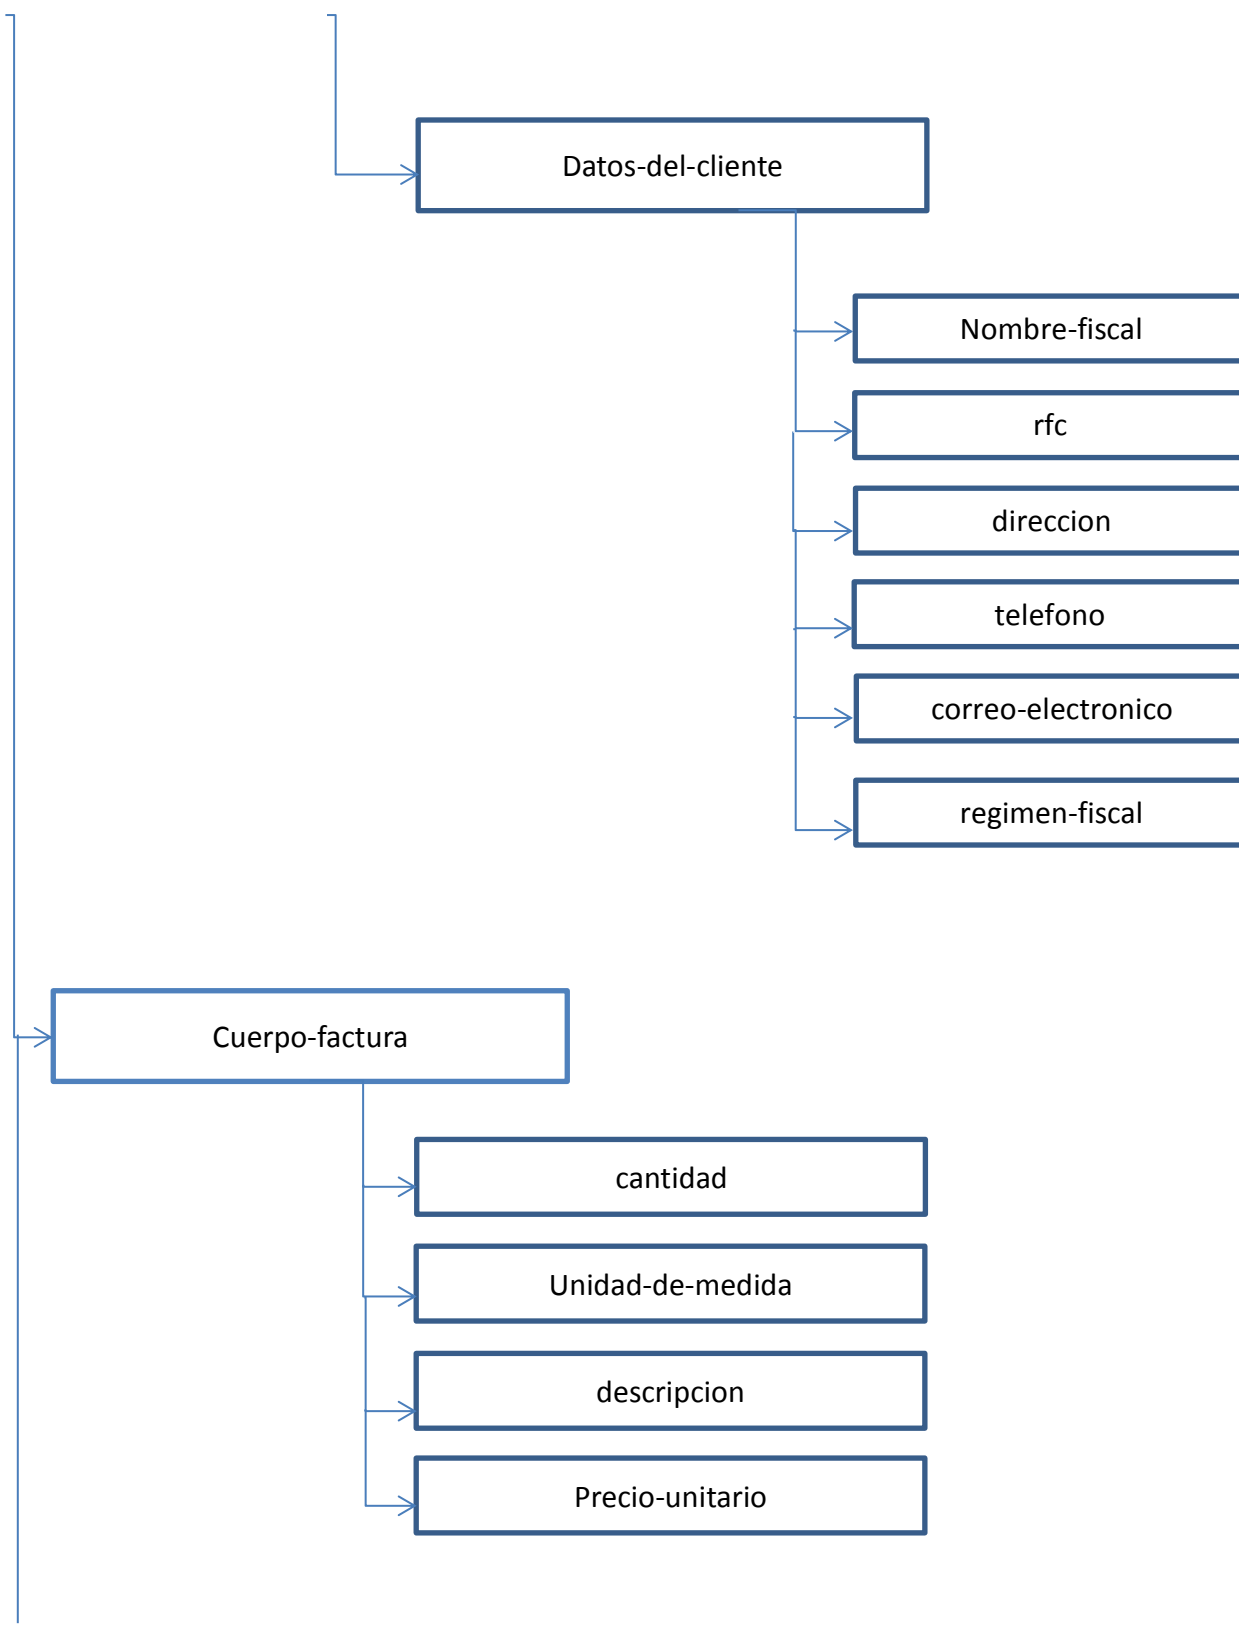 Datos-del-cliente
Nombre-fiscal
rfc
direccion
telefono
correo-electronico
regimen-fiscal
Cuerpo-factura
cantidad
Unidad-de-medida
descripcion
Precio-unitario